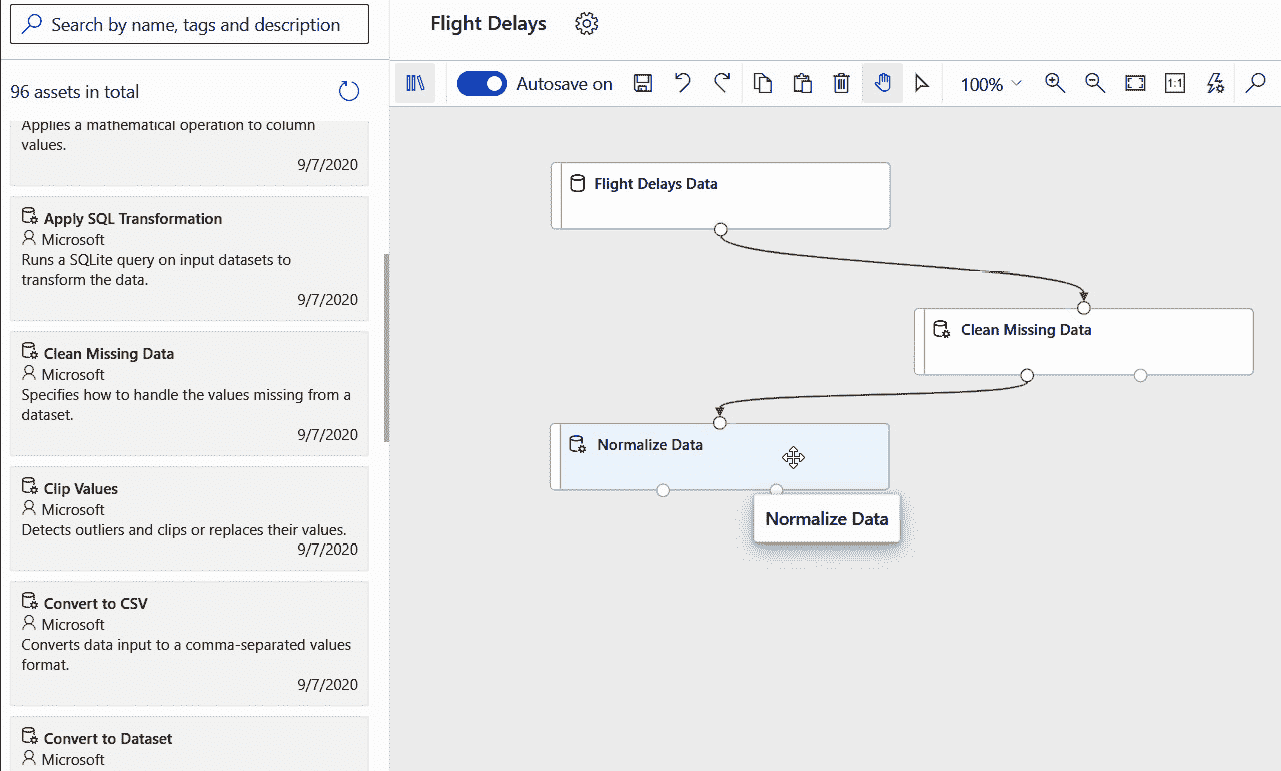 Search by name, tags and description
96 assets in total
Applies a mathematical operation to column
values.
9/7/2020
Apply SQL Transformation
Microsoft
Runs a SQLite query on input datasets to
transform the data.
9/7/2020
Clean Missing Data
Microsoft
Specifies how to handle the values missing from a
dataset.
9/7/2020
Clip Values
Microsoft
Detects outliers and clips or replaces their values.
9/7/2020
Convert to CSV
Microsoft
Converts data input to a comma-separated values
format.
9/7/2020
Convert to Dataset
Microsoft
Flight Delays
Autosave on
100%
1:1
Flight Delays Data
Clean Missing Data
Normalize Data
Normalize Data